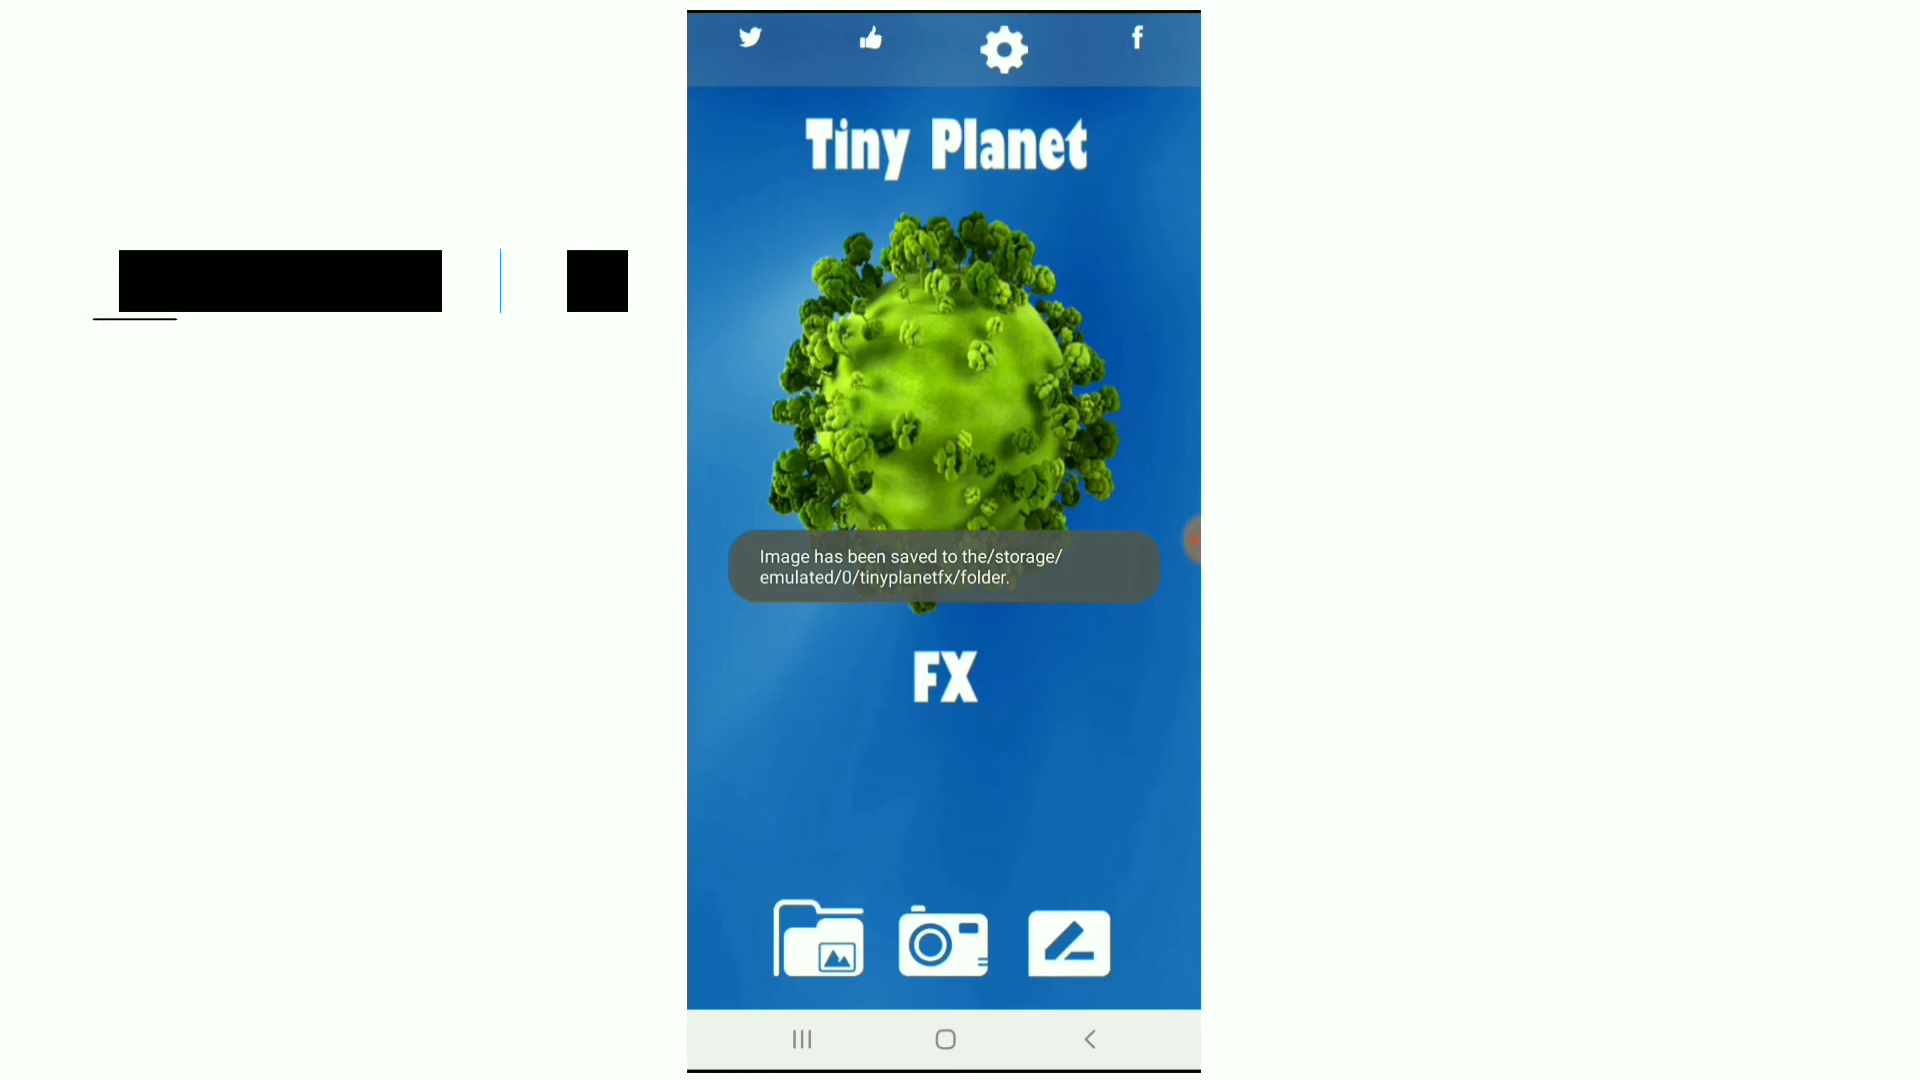 Tiny Planet
Image has been saved to the/storage/
emulated/0/tinyplanetfx/folder.
FX